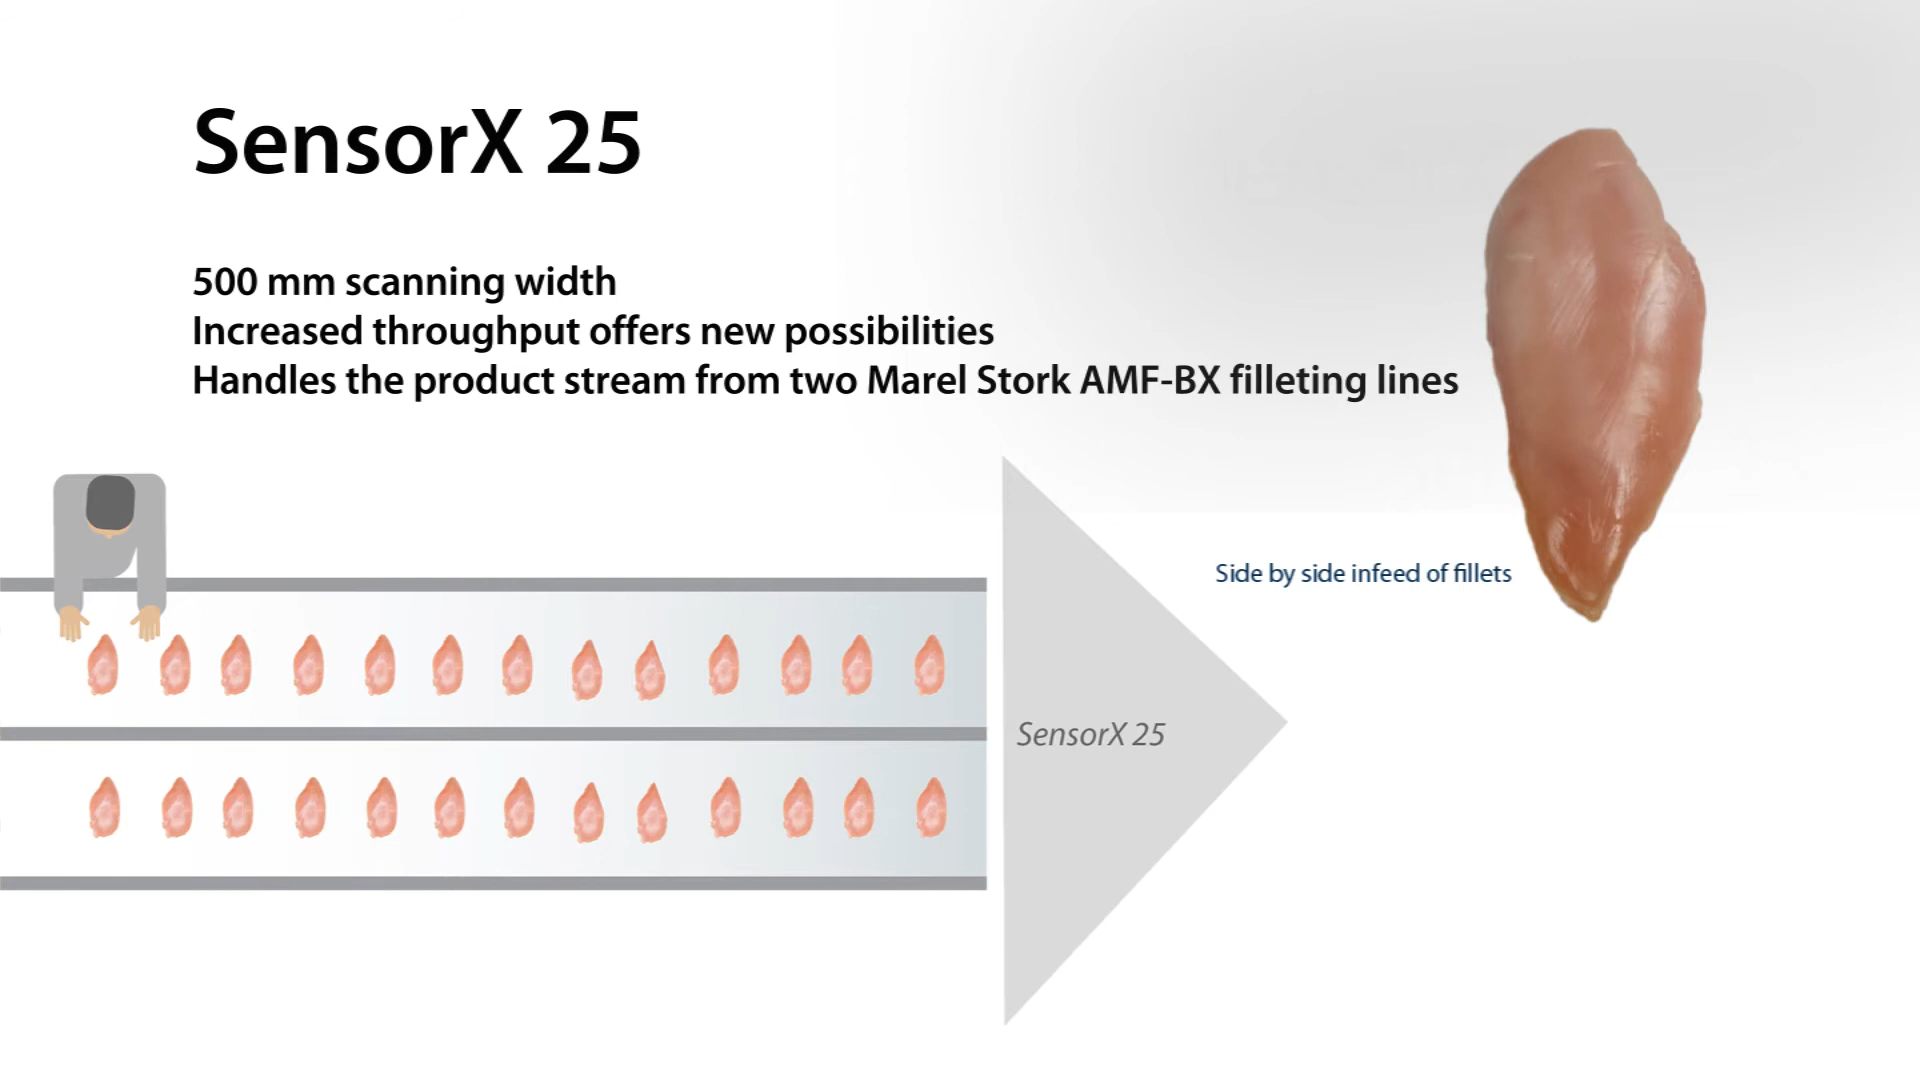 SensorX 25
500 mm scanning width
Increased throughput offers new possibilities
Handles the product stream from two Marel Stork AMF-BX filleting lines
Side by side infeed of fillets
SensorX 25